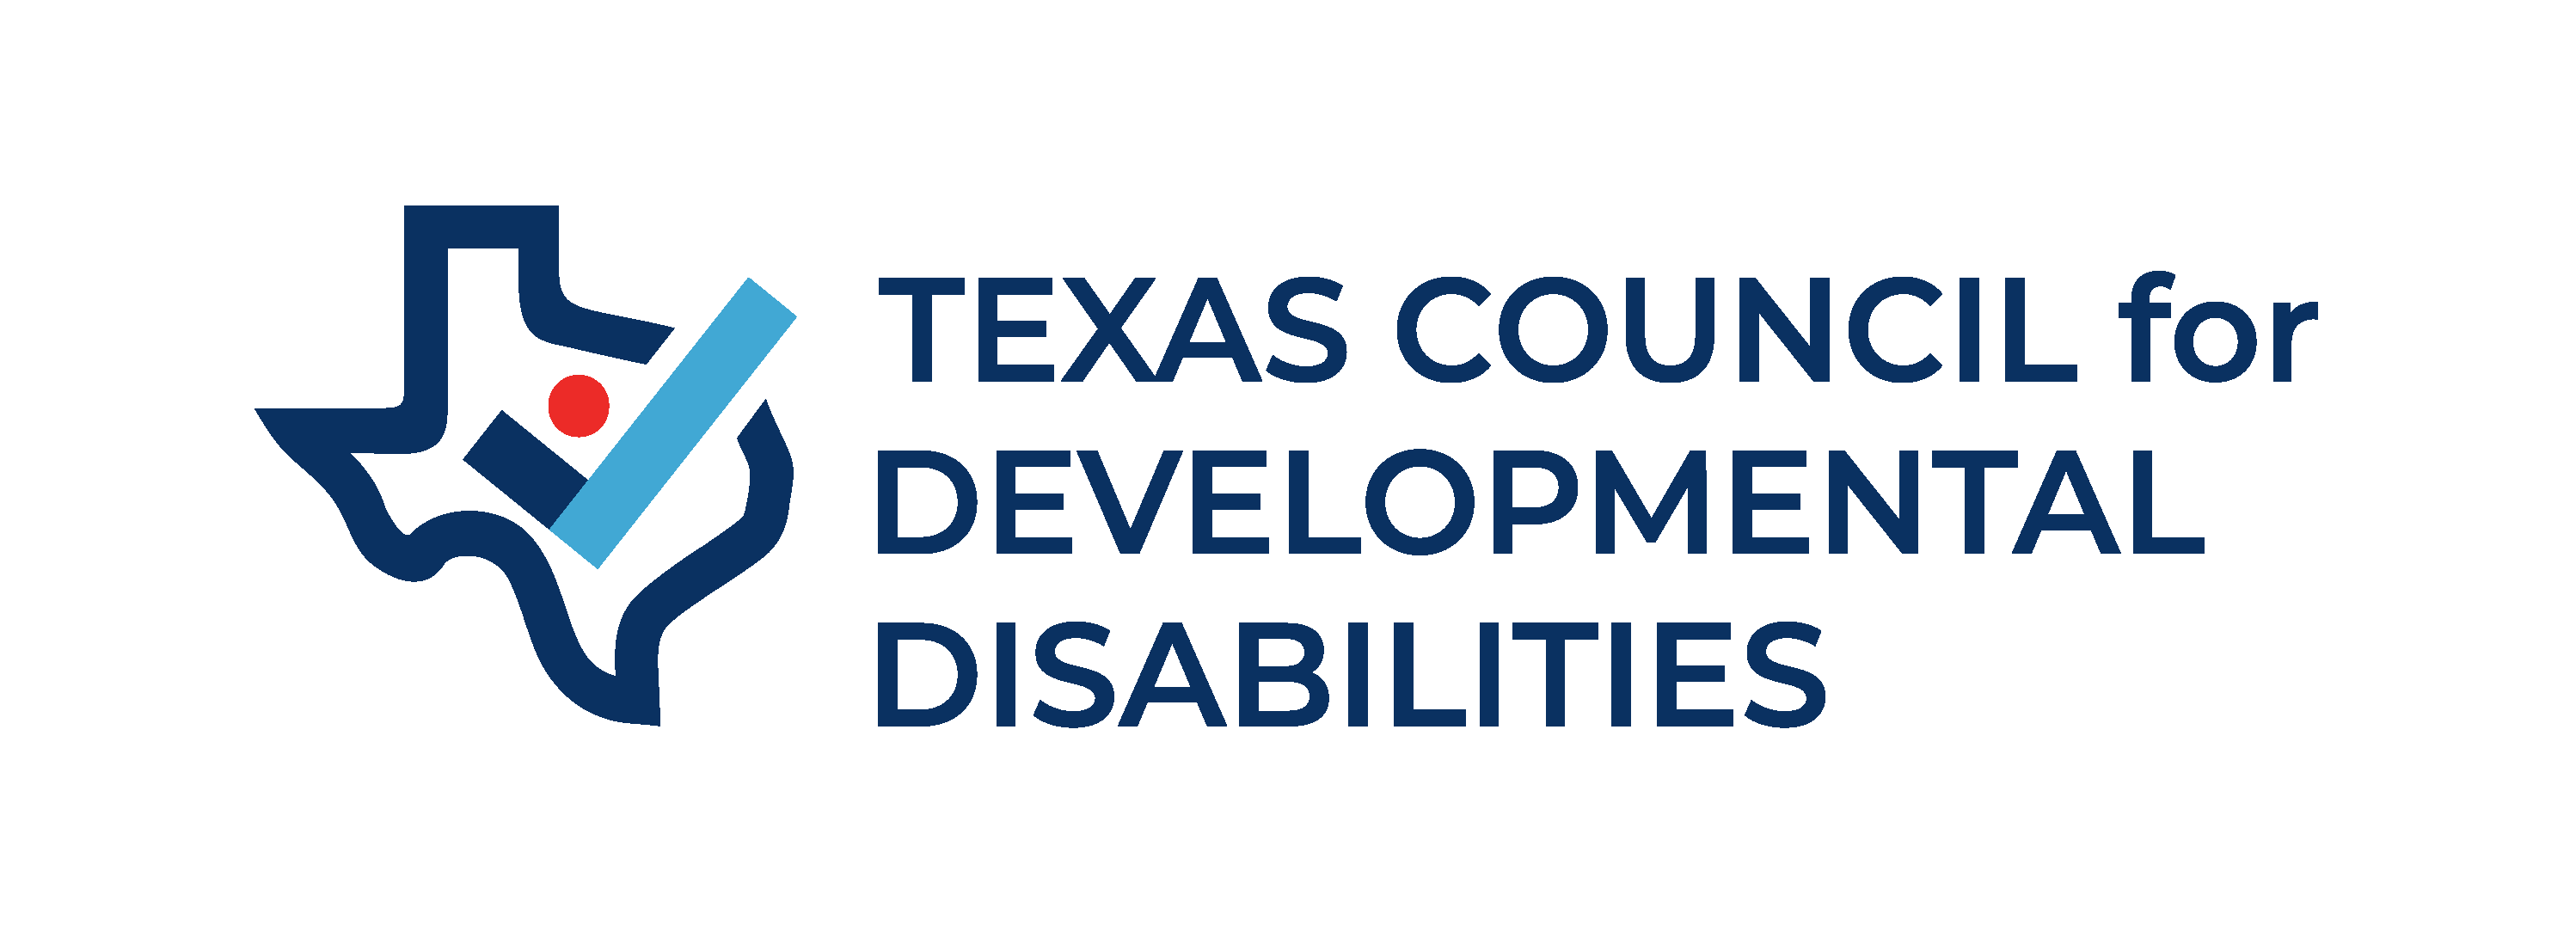 TEXAS COUNCIL for
DEVELOPMENTAL
DISABILITIES